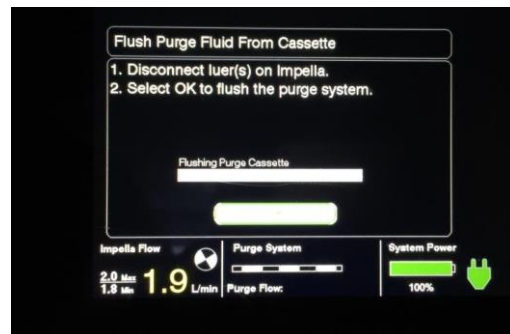 Flush Purge Fluid From Cassette
1. Disconnect luer(s) on Impella.
2. Select OK to flush the purge system.
Flushing Purge Cassette
Impella Flow
2.0 Max
1.8 Min
1.9 L/min
Purge System
Purge Flow:
System Power
100%